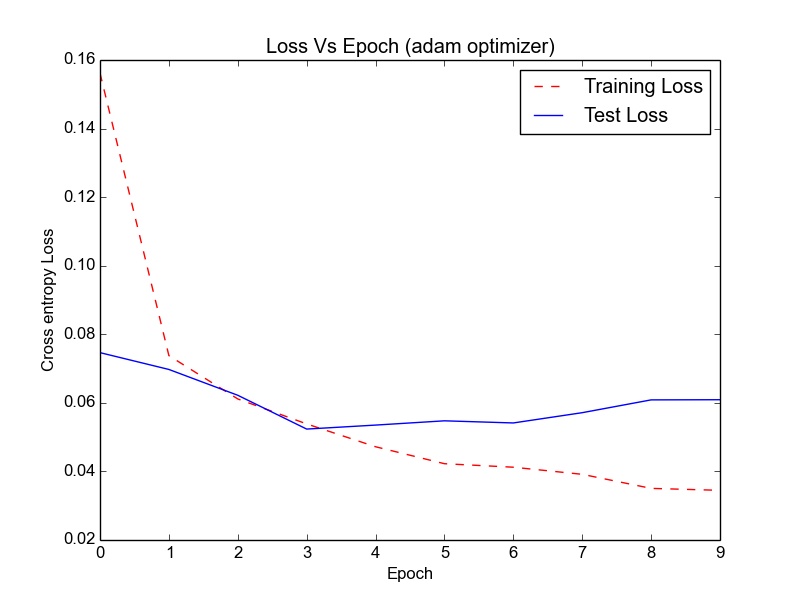 Loss Vs Epoch (adam optimizer)
0.16
0.14
0.12
0.10
0.08
0.06
0.04
0.02
Cross entropy Loss
Training Loss
Test Loss
0 1 2 3 4 5 6 7 8 9
Epoch